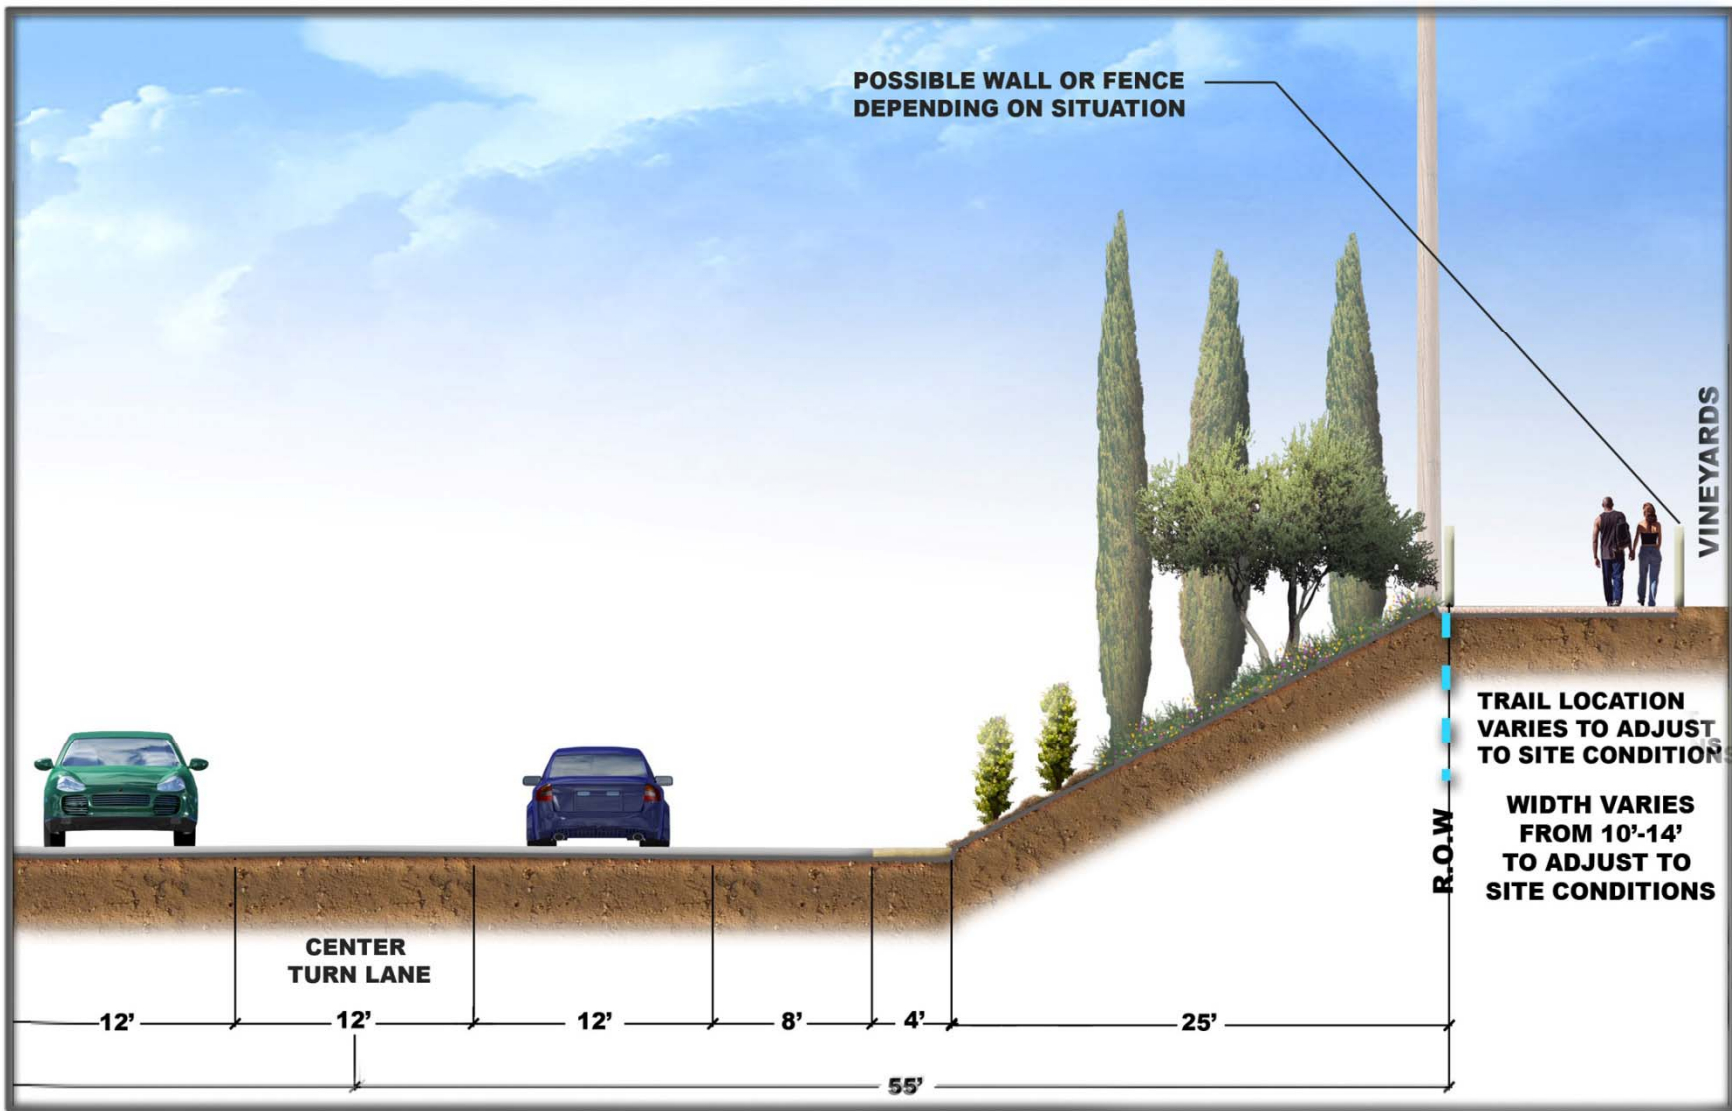 POSSIBLE WALL OR FENCE
DEPENDING ON SITUATION
VINEYARDS
TRAIL LOCATION
VARIES TO ADJUST
TO SITE CONDITIONS
WIDTH VARIES
FROM 10'-14'
TO ADJUST TO
SITE CONDITIONS
R.O.W
CENTER
TURN LANE
12'
12'
12'
8'
4'
25'
55'